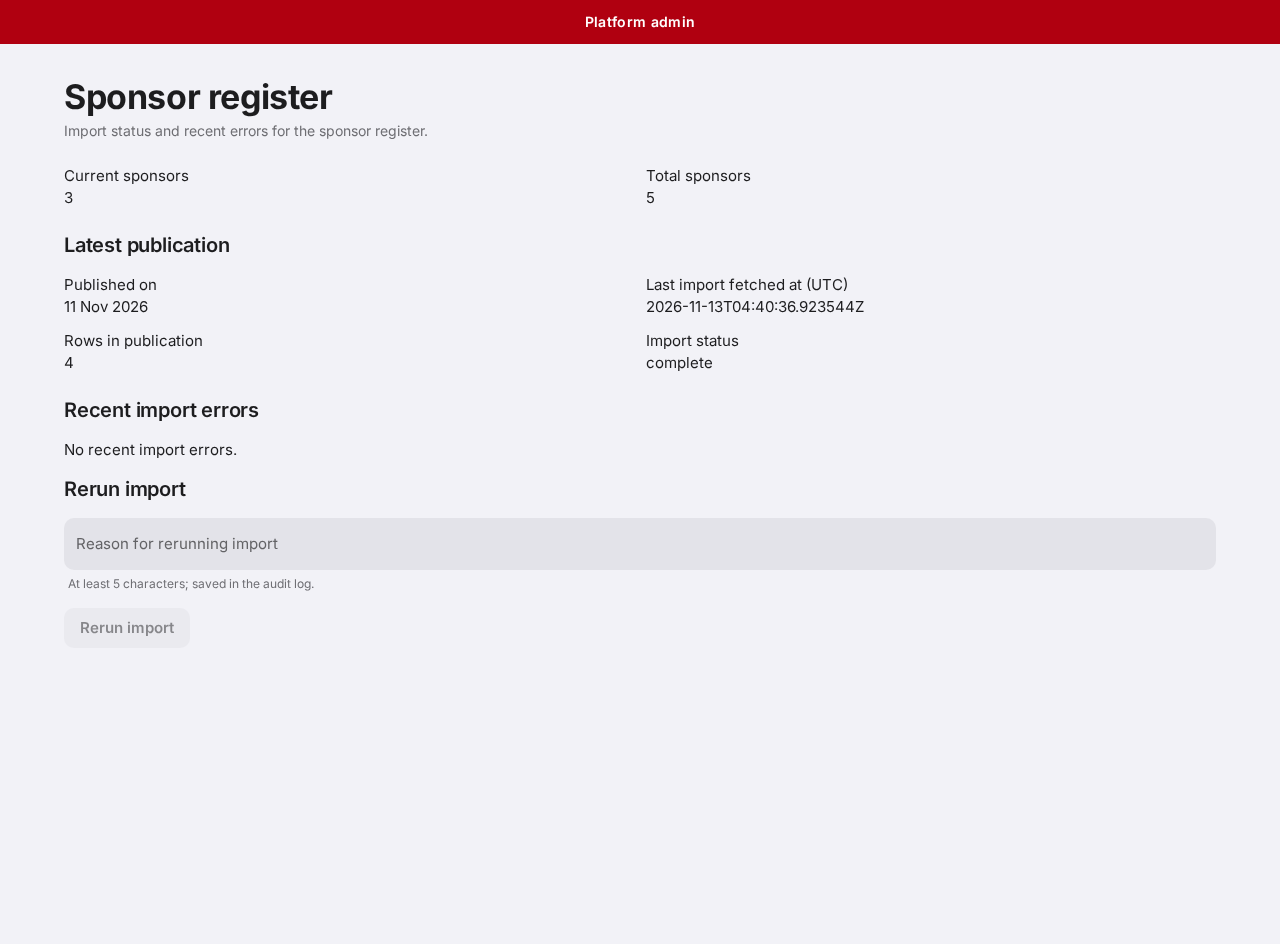 Platform admin
Sponsor register
Import status and recent errors for the sponsor register.
Current sponsors
3
Total sponsors
5
Latest publication
Published on
11 Nov 2026
Last import fetched at (UTC)
2026-11-13T04:40:36.923544Z
Rows in publication
4
Import status
complete
Recent import errors
No recent import errors.
Rerun import
Reason for rerunning import
At least 5 characters; saved in the audit log.
Rerun import